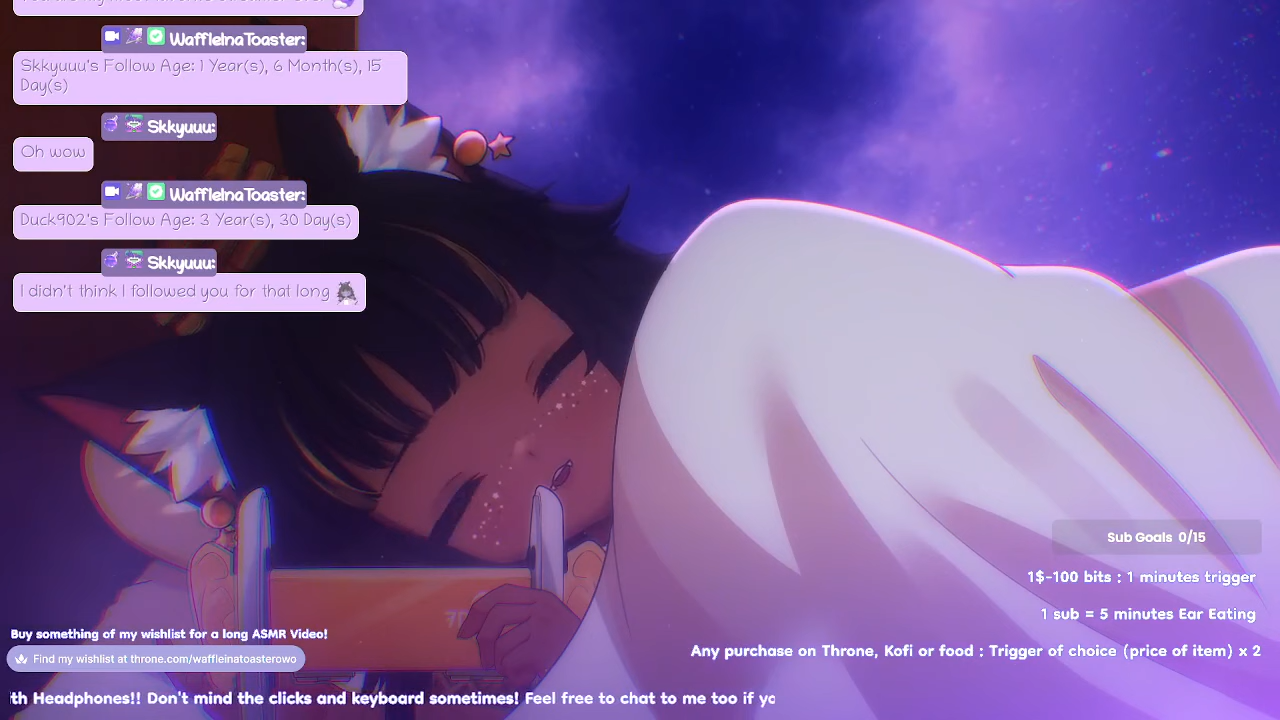 WaffleInaToaster:
Skkyuuu's Follow Age: 1 Year(s), 6 Month(s), 15
Day(s)
Skkyuuu:
Oh wow
WaffleInaToaster:
Duck902's Follow Age: 3 Year(s), 30 Day(s)
Skkyuuu:
I didn't think I followed you for that long
Sub Goals 0/15
1$-100 bits : 1 minutes trigger
1 sub = 5 minutes Ear Eating
Any purchase on Throne, Kofi or food : Trigger of choice (price of item) x 2
Buy something of my wishlist for a long ASMR Video!
Find my wishlist at throne.com/waffleinatoasterowo
th Headphones!! Don't mind the clicks and keyboard sometimes! Feel free to chat to me too if yo